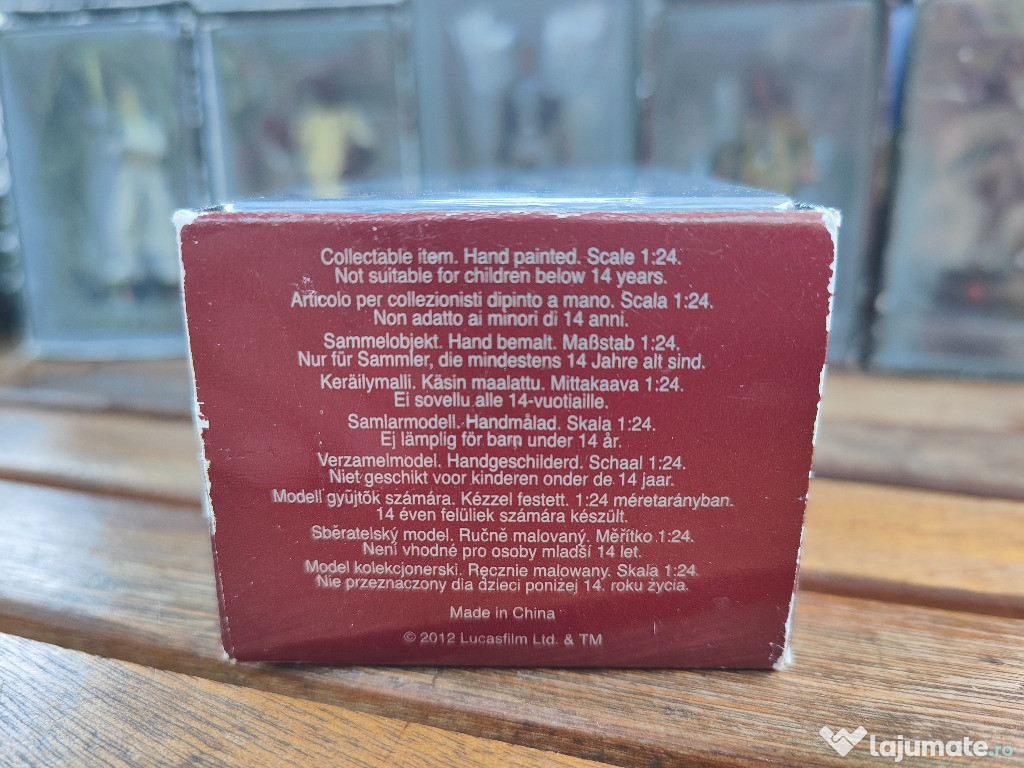 Collectable item. Hand painted. Scale 1:24.
Not suitable for children below 14 years.
Articolo per collezionisti dipinto a mano. Scala 1:24.
Non adatto ai minori di 14 anni.
Sammelobjekt. Hand bemalt. Maßstab 1:24.
Nur für Sammler, die mindestens 14 Jahre alt sind.
Keräilymalli. Käsin maalattu. Mittakaava 1:24.
Ei sovellu alle 14-vuotiaille.
Samlarmodell. Handmålad. Skala 1:24.
Ej lämplig för barn under 14 år.
Verzamelmodel. Handgeschilderd. Schaal 1:24.
Niet geschikt voor kinderen onder de 14 jaar.
Modell gyűjtők számára. Kézzel festett. 1:24 méretarányban.
14 éven felüliek számára készült.
Sběratelský model. Ručně malovaný. Měřítko 1:24.
Není vhodné pro osoby mladší 14 let.
Model kolekcjonerski. Ręcznie malowany. Skala 1:24.
Nie przeznaczony dla dzieci poniżej 14. roku życia.
Made in China
© 2012 Lucasfilm Ltd. & TM
lajumate.ro